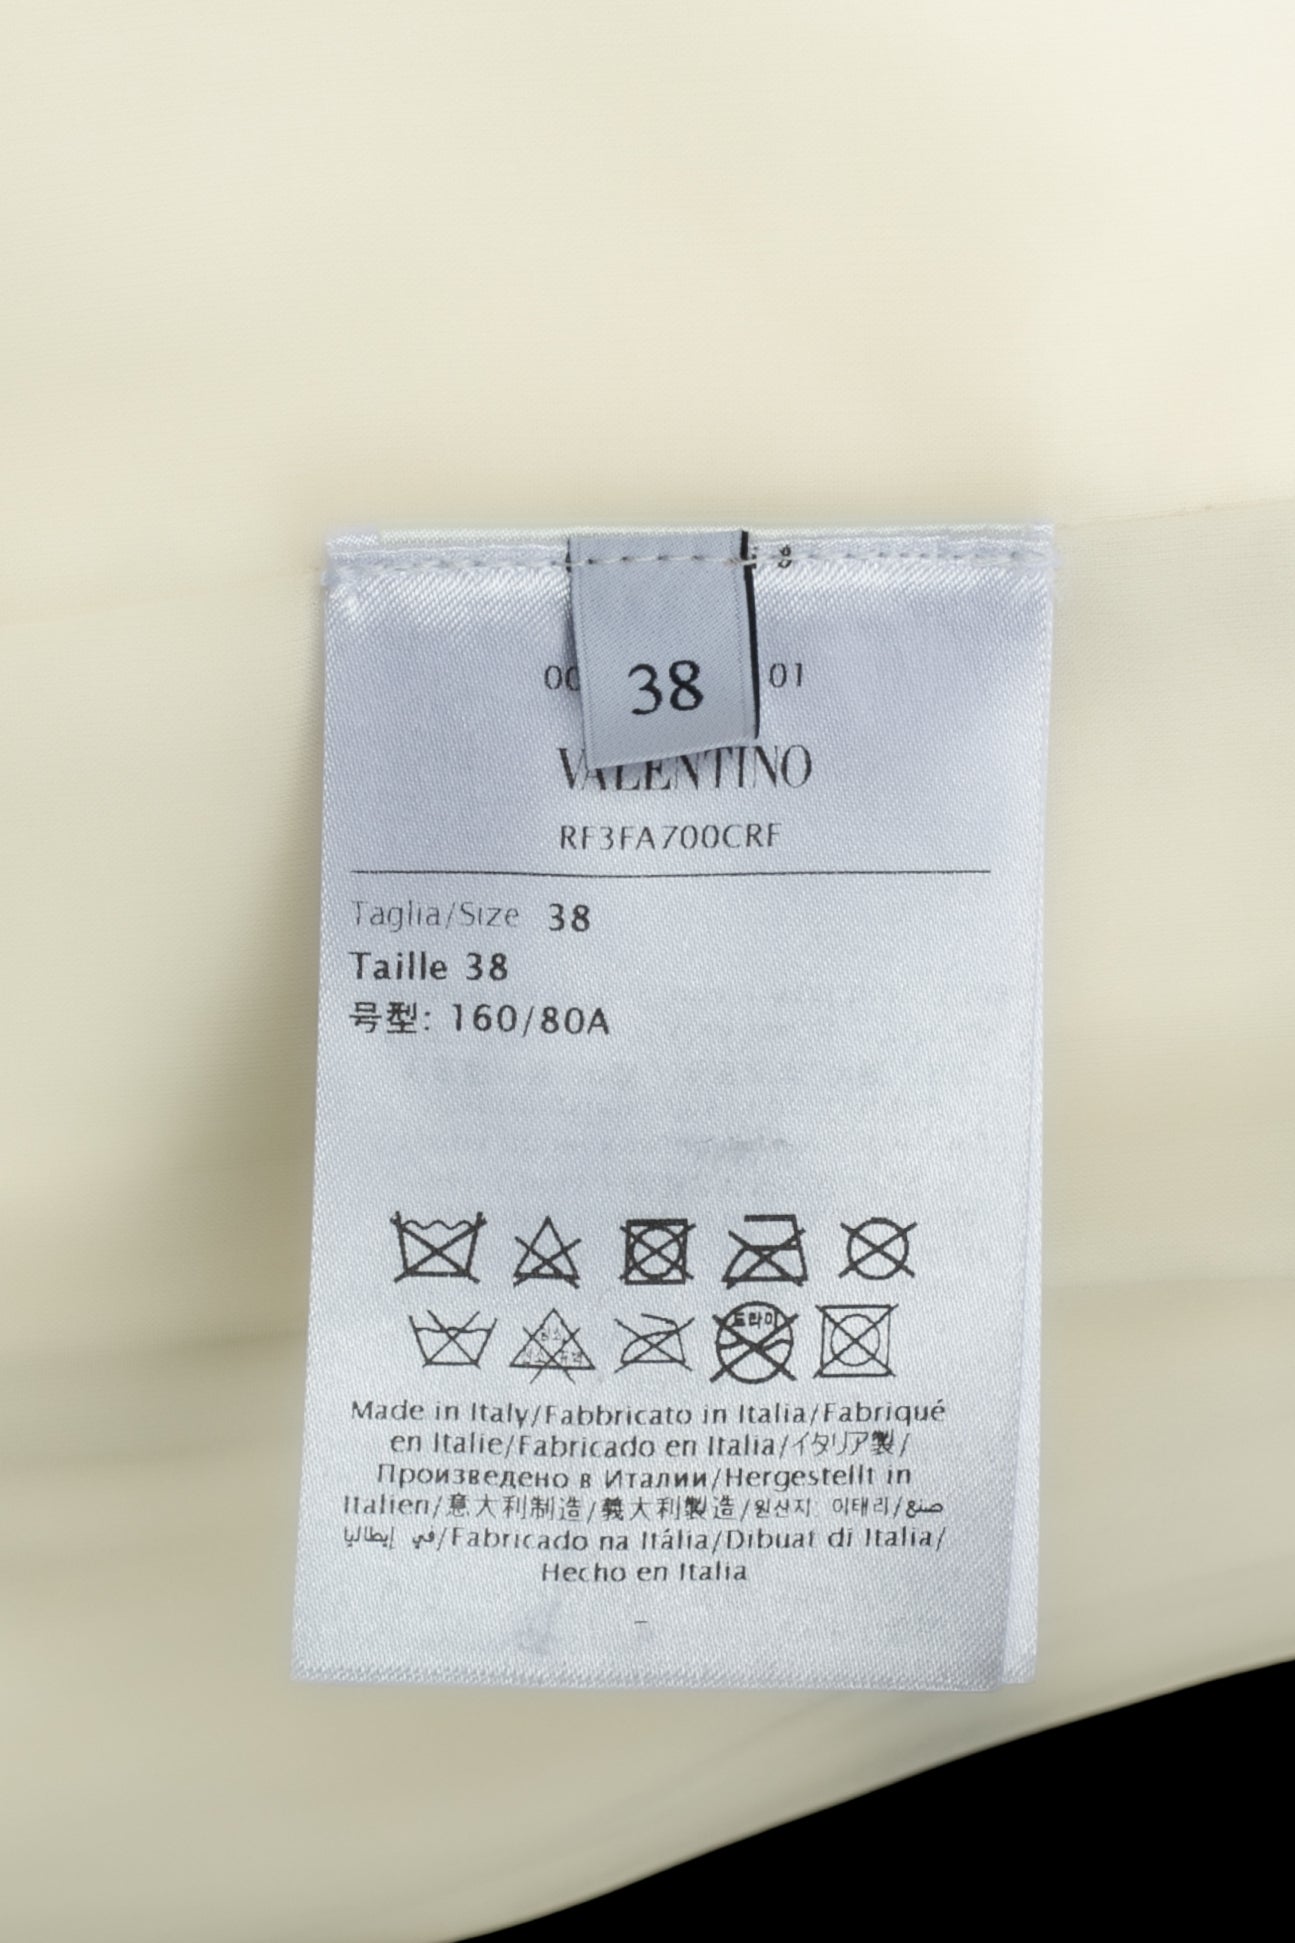 38
01
VALENTINO
RF3FA700CRF
Taglia/Size 38
Taille 38
号型: 160/80A
드라이
Made in Italy/Fabbricato in Italia/Fabriqué
en Italie/Fabricado en Italia/イタリア製/
Произведено в Италии/Hergestellt in
Italien/意大利制造/義大利製造/원산지: 이태리/صنع
في إيطاليا/Fabricado na Itália/Dibuat di Italia/
Hecho en Italia